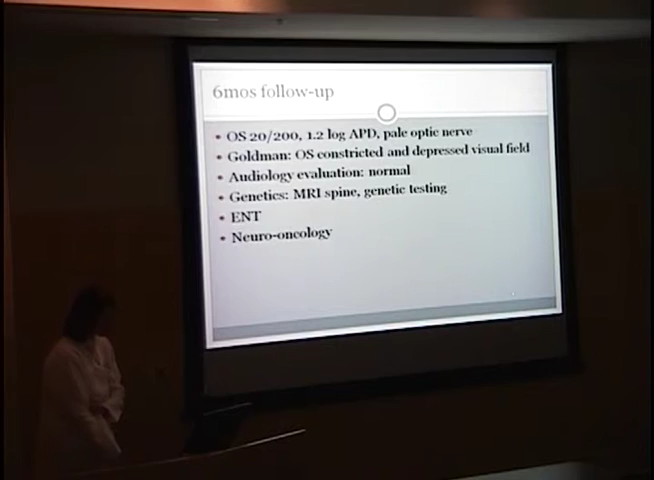 6mos follow-up
• OS 20/200, 1.2 log APD, pale optic nerve
• Goldman: OS constricted and depressed visual field
• Audiology evaluation: normal
• Genetics: MRI spine, genetic testing
• ENT
• Neuro-oncology